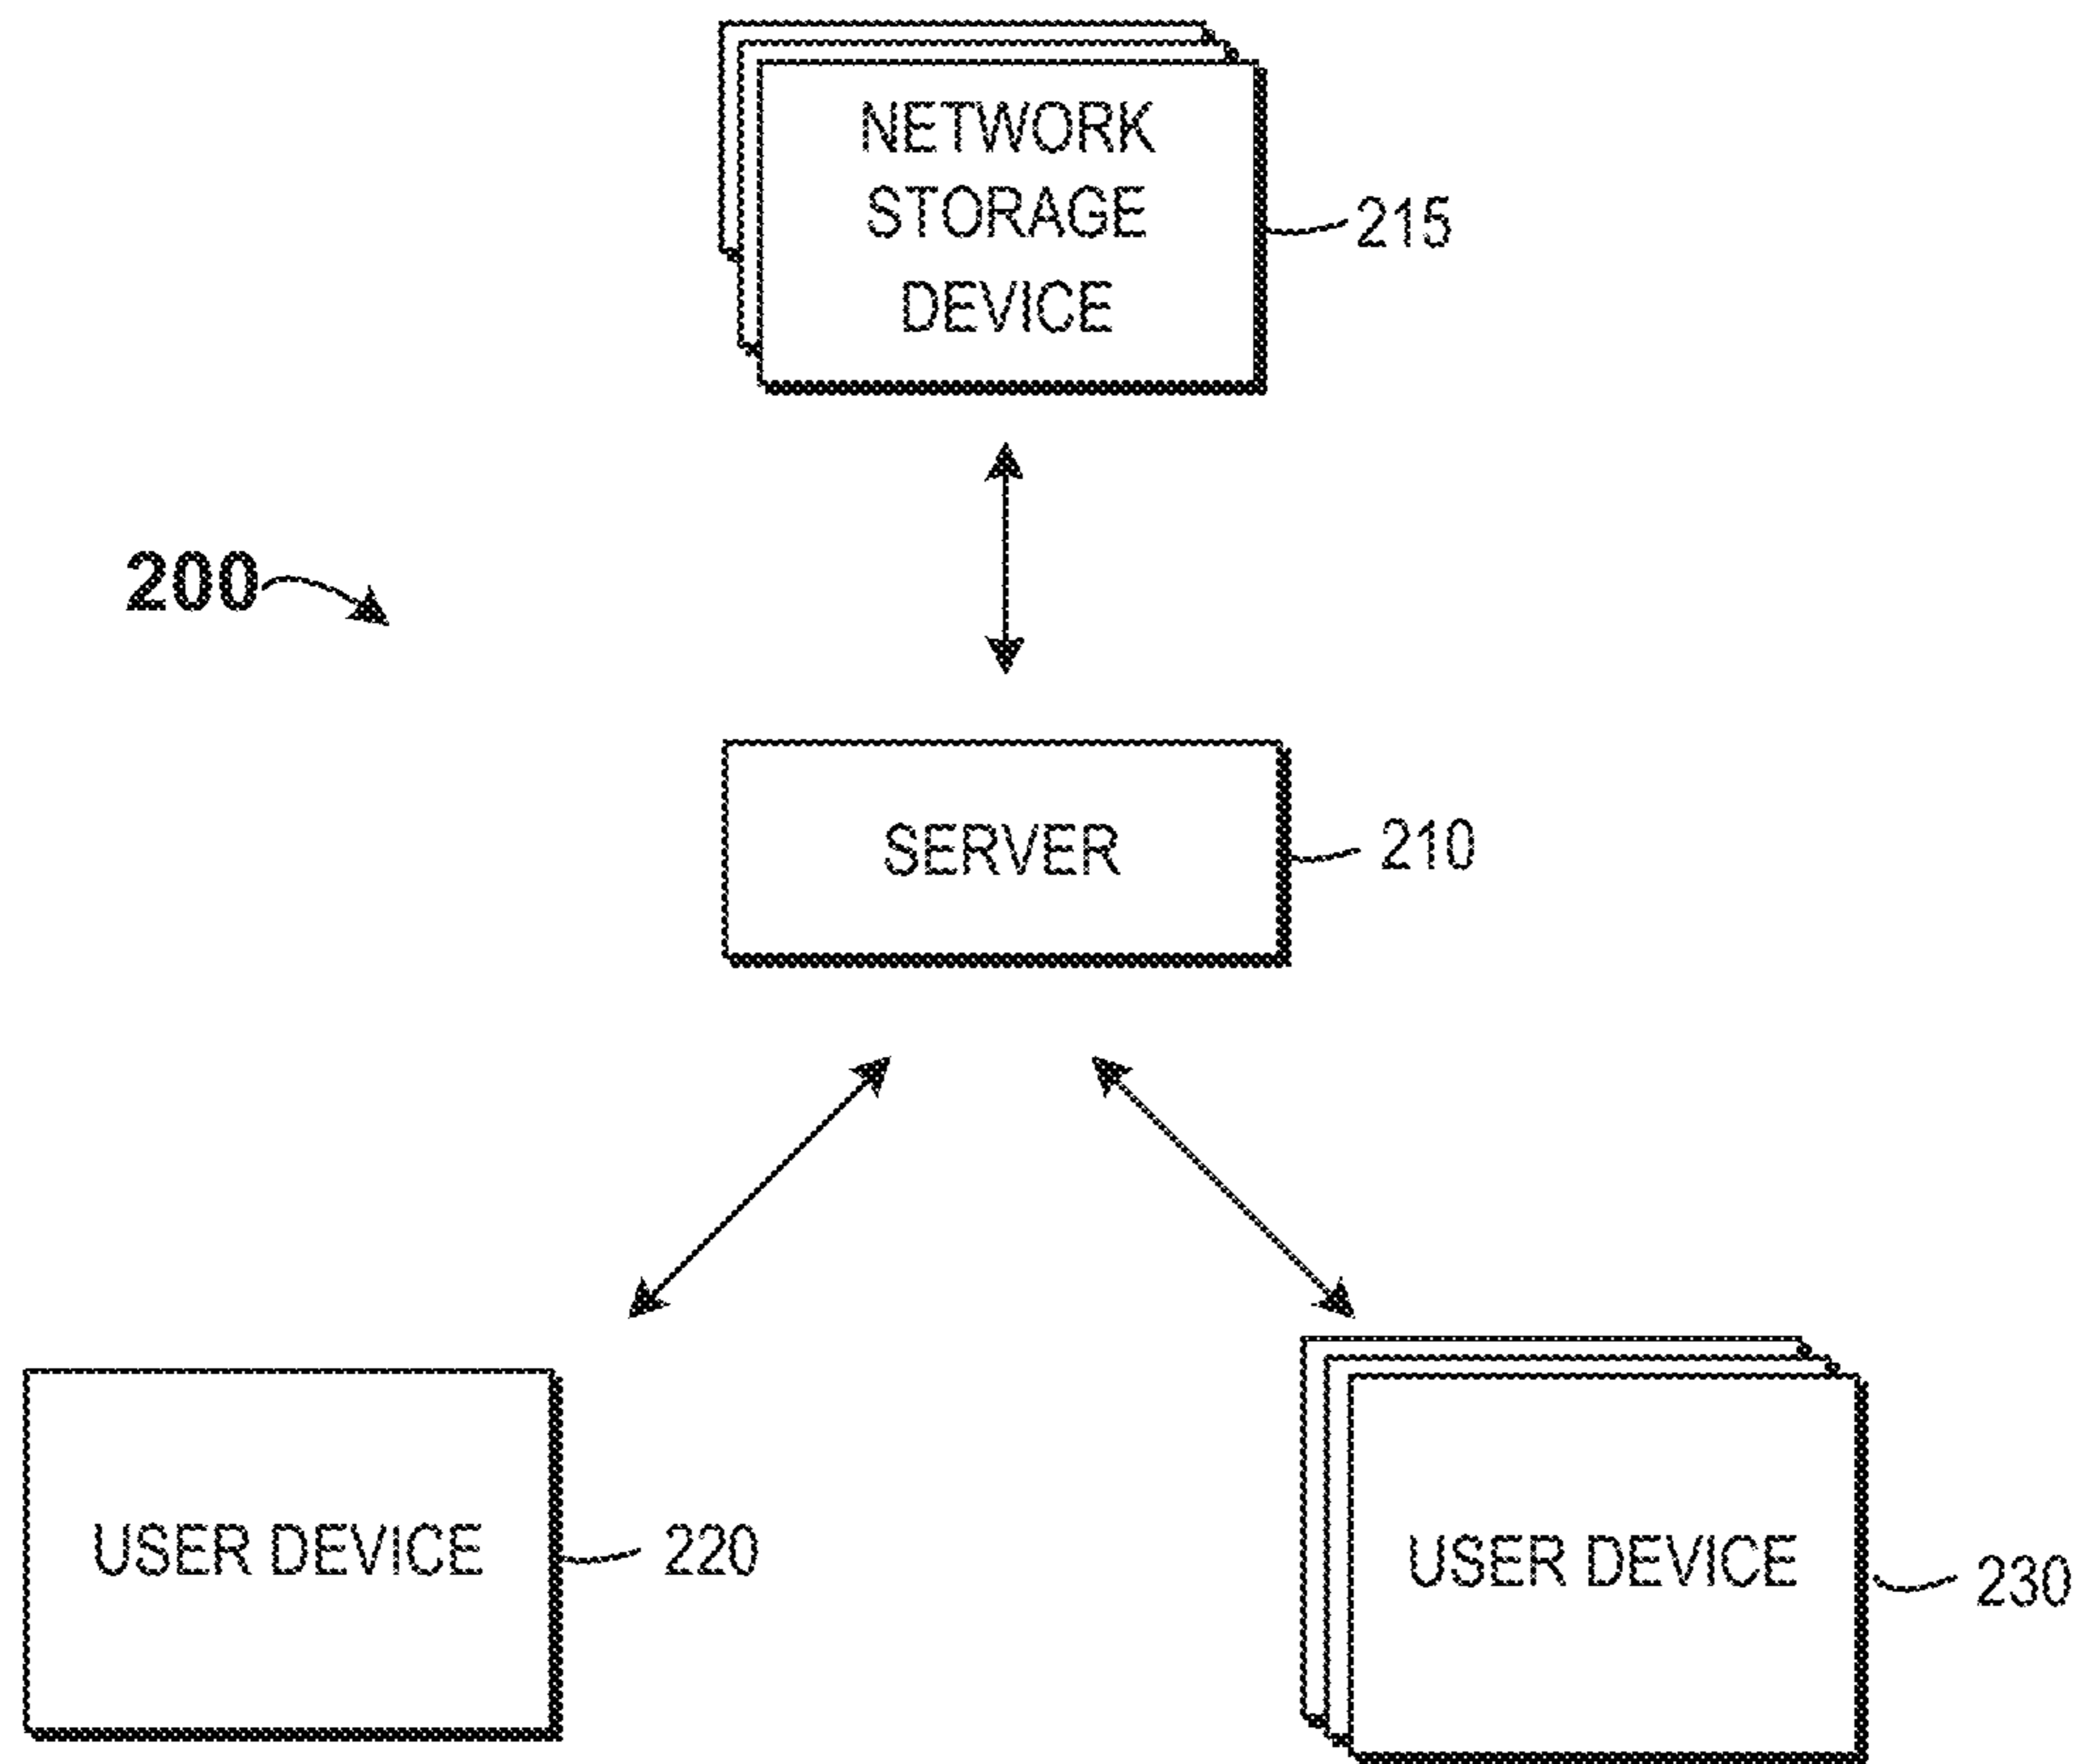 NETWORK
STORAGE
DEVICE
215
200
SERVER
210
USER DEVICE
220
USER DEVICE
230